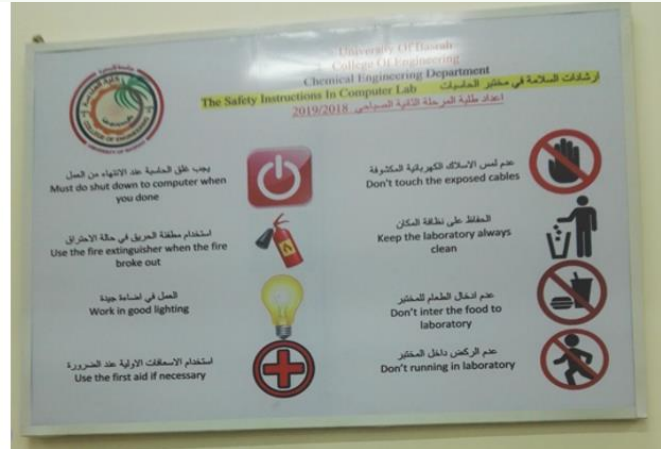 University Of Basrah
College Of Engineering
Chemical Engineering Department
The Safety Instructions In Computer Lab ارشادات السلامة في مختبر الحاسبات
اعداد طلبة المرحلة الثانية الصباحي 2019/2018
COLLEGE OF ENGINEERING
يجب غلق الحاسبة عند الانتهاء من العمل
Must do shut down to computer when
you done
استخدام مطفئة الحريق في حالة الاحتراق
Use the fire extinguisher when the fire
broke out
العمل في اضاءة جيدة
Work in good lighting
استخدام الاسعافات الاولية عند الضرورة
Use the first aid if necessary
عدم لمس الاسلاك الكهربائية المكشوفة
Don't touch the exposed cables
الحفاظ على نظافة المكان
Keep the laboratory always
clean
عدم ادخال الطعام للمختبر
Don't inter the food to
laboratory
عدم الركض داخل المختبر
Don't running in laboratory